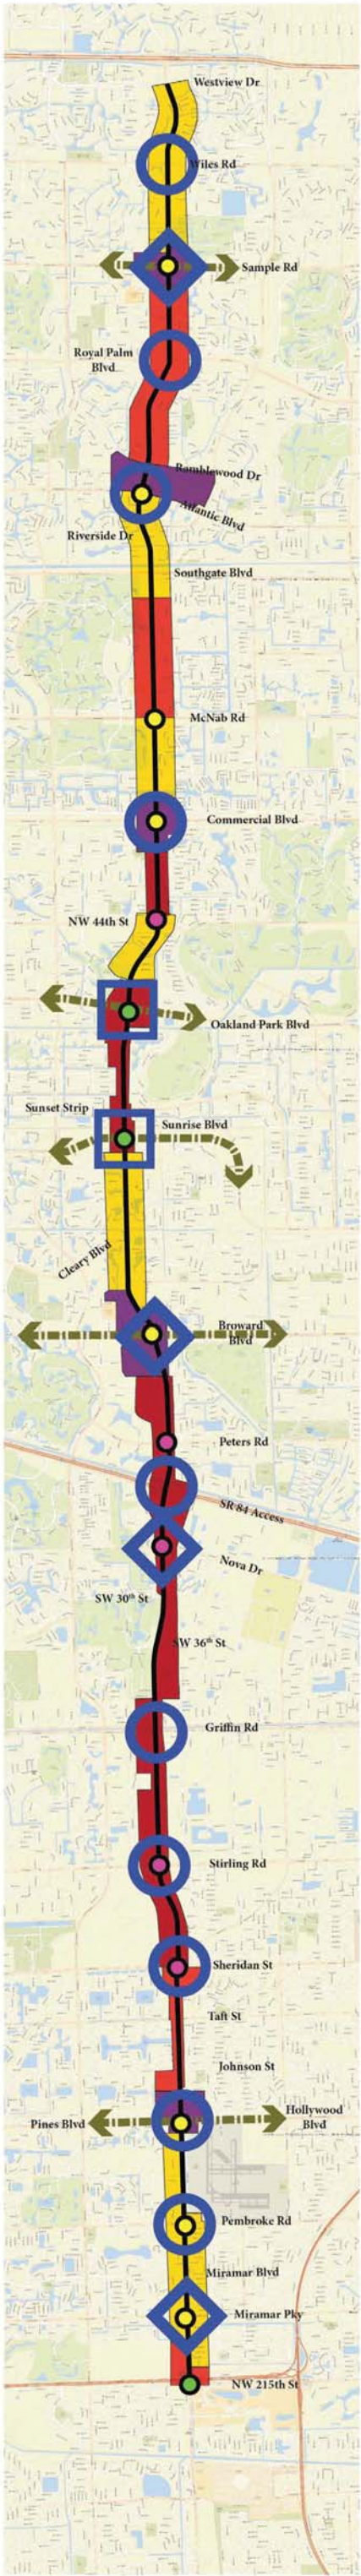 Westview Dr
Wiles Rd
Sample Rd
Royal Palm
Blvd
Ramblewood Dr
Atlantic Blvd
Riverside Dr
Southgate Blvd
McNab Rd
Commercial Blvd
NW 44th St
Oakland Park Blvd
Sunset Strip
Sunrise Blvd
Cleary Blvd
Broward
Blvd
Peters Rd
SR 84 Access
Nova Dr
SW 30th St
SW 36th St
Griffin Rd
Stirling Rd
Sheridan St
Taft St
Johnson St
Hollywood
Blvd
Pines Blvd
Pembroke Rd
Miramar Blvd
Miramar Pky
NW 215th St